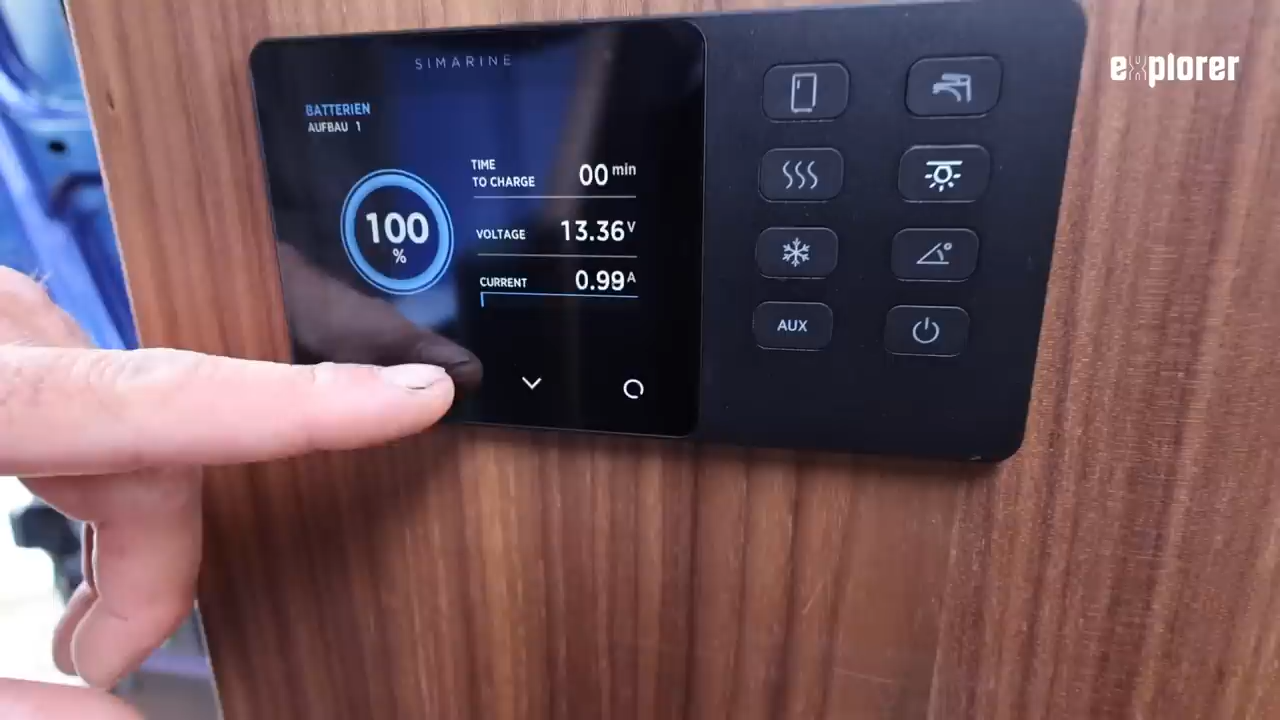 SIMARINE
explorer
BATTERIEN
AUFBAU 1
100
%
TIME
TO CHARGE 00 min
VOLTAGE 13.36 V
CURRENT 0.99 A
AUX